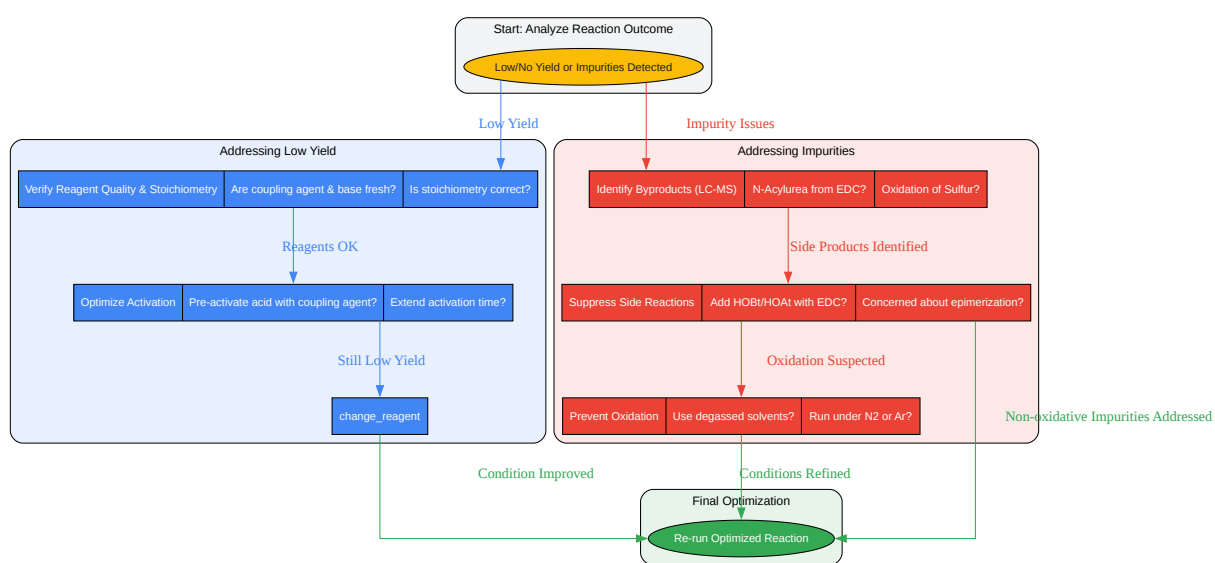 Start: Analyze Reaction Outcome
Low/No Yield or Impurities Detected
Low Yield
Impurity Issues
Addressing Low Yield
Verify Reagent Quality & Stoichiometry
Are coupling agent & base fresh?
Is stoichiometry correct?
Reagents OK
Optimize Activation
Pre-activate acid with coupling agent?
Extend activation time?
Still Low Yield
change_reagent
Addressing Impurities
Identify Byproducts (LC-MS)
N-Acylurea from EDC?
Oxidation of Sulfur?
Side Products Identified
Suppress Side Reactions
Add HOBt/HOAt with EDC?
Concerned about epimerization?
Oxidation Suspected
Prevent Oxidation
Use degassed solvents?
Run under N2 or Ar?
Non-oxidative Impurities Addressed
Condition Improved
Conditions Refined
Final Optimization
Re-run Optimized Reaction